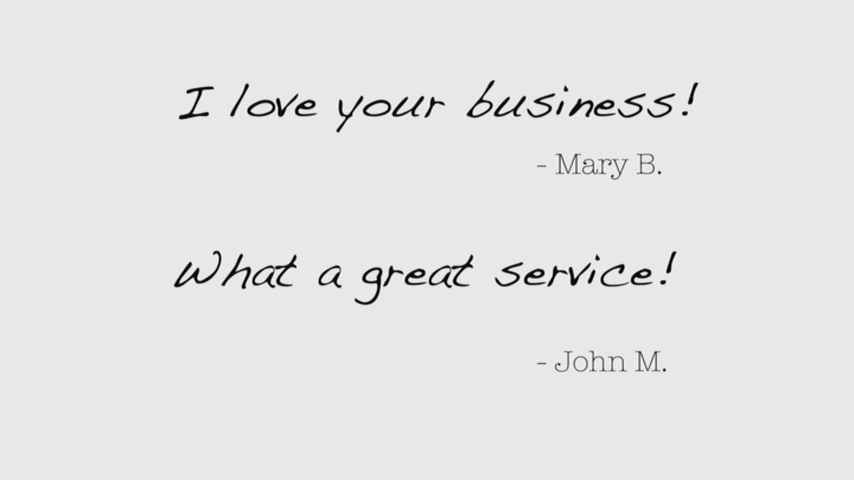 I love your business!
- Mary B.
What a great service!
- John M.